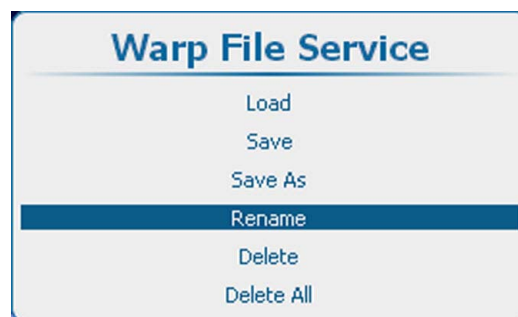 Warp File Service
Load
Save
Save As
Rename
Delete
Delete All